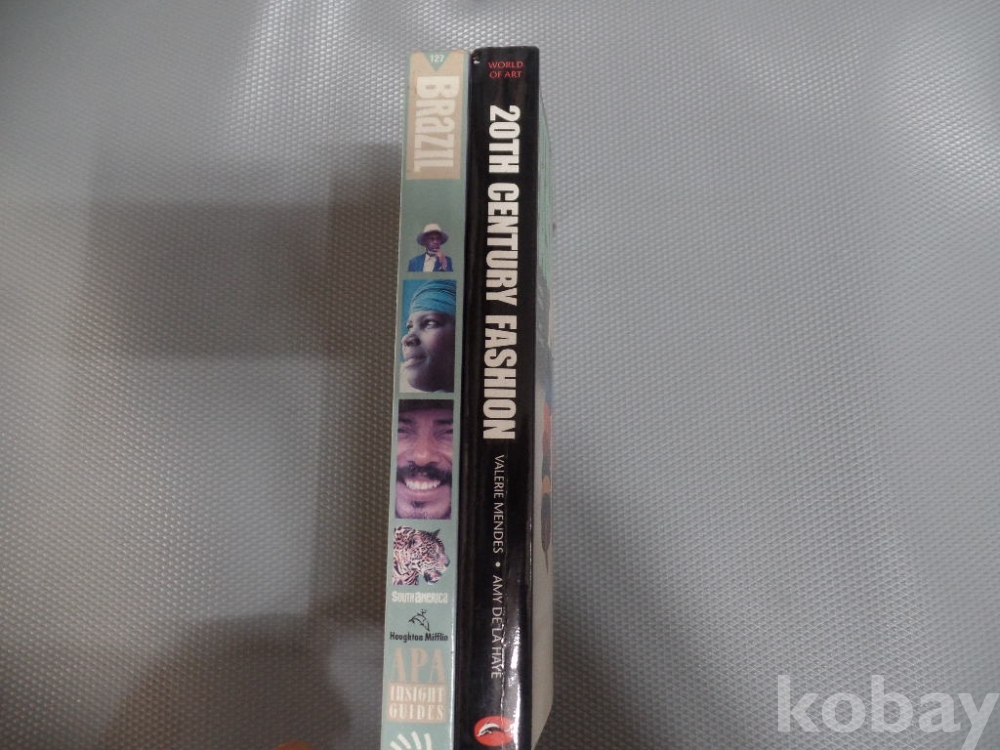 127
BRaZIL
SOUTH aMERICa
Houghton Mifflin
APA
INSIGHT
GUIDES
WORLD
OF ART
20TH CENTURY FASHION
VALERIE MENDES • AMY DE LA HAYE
kobay